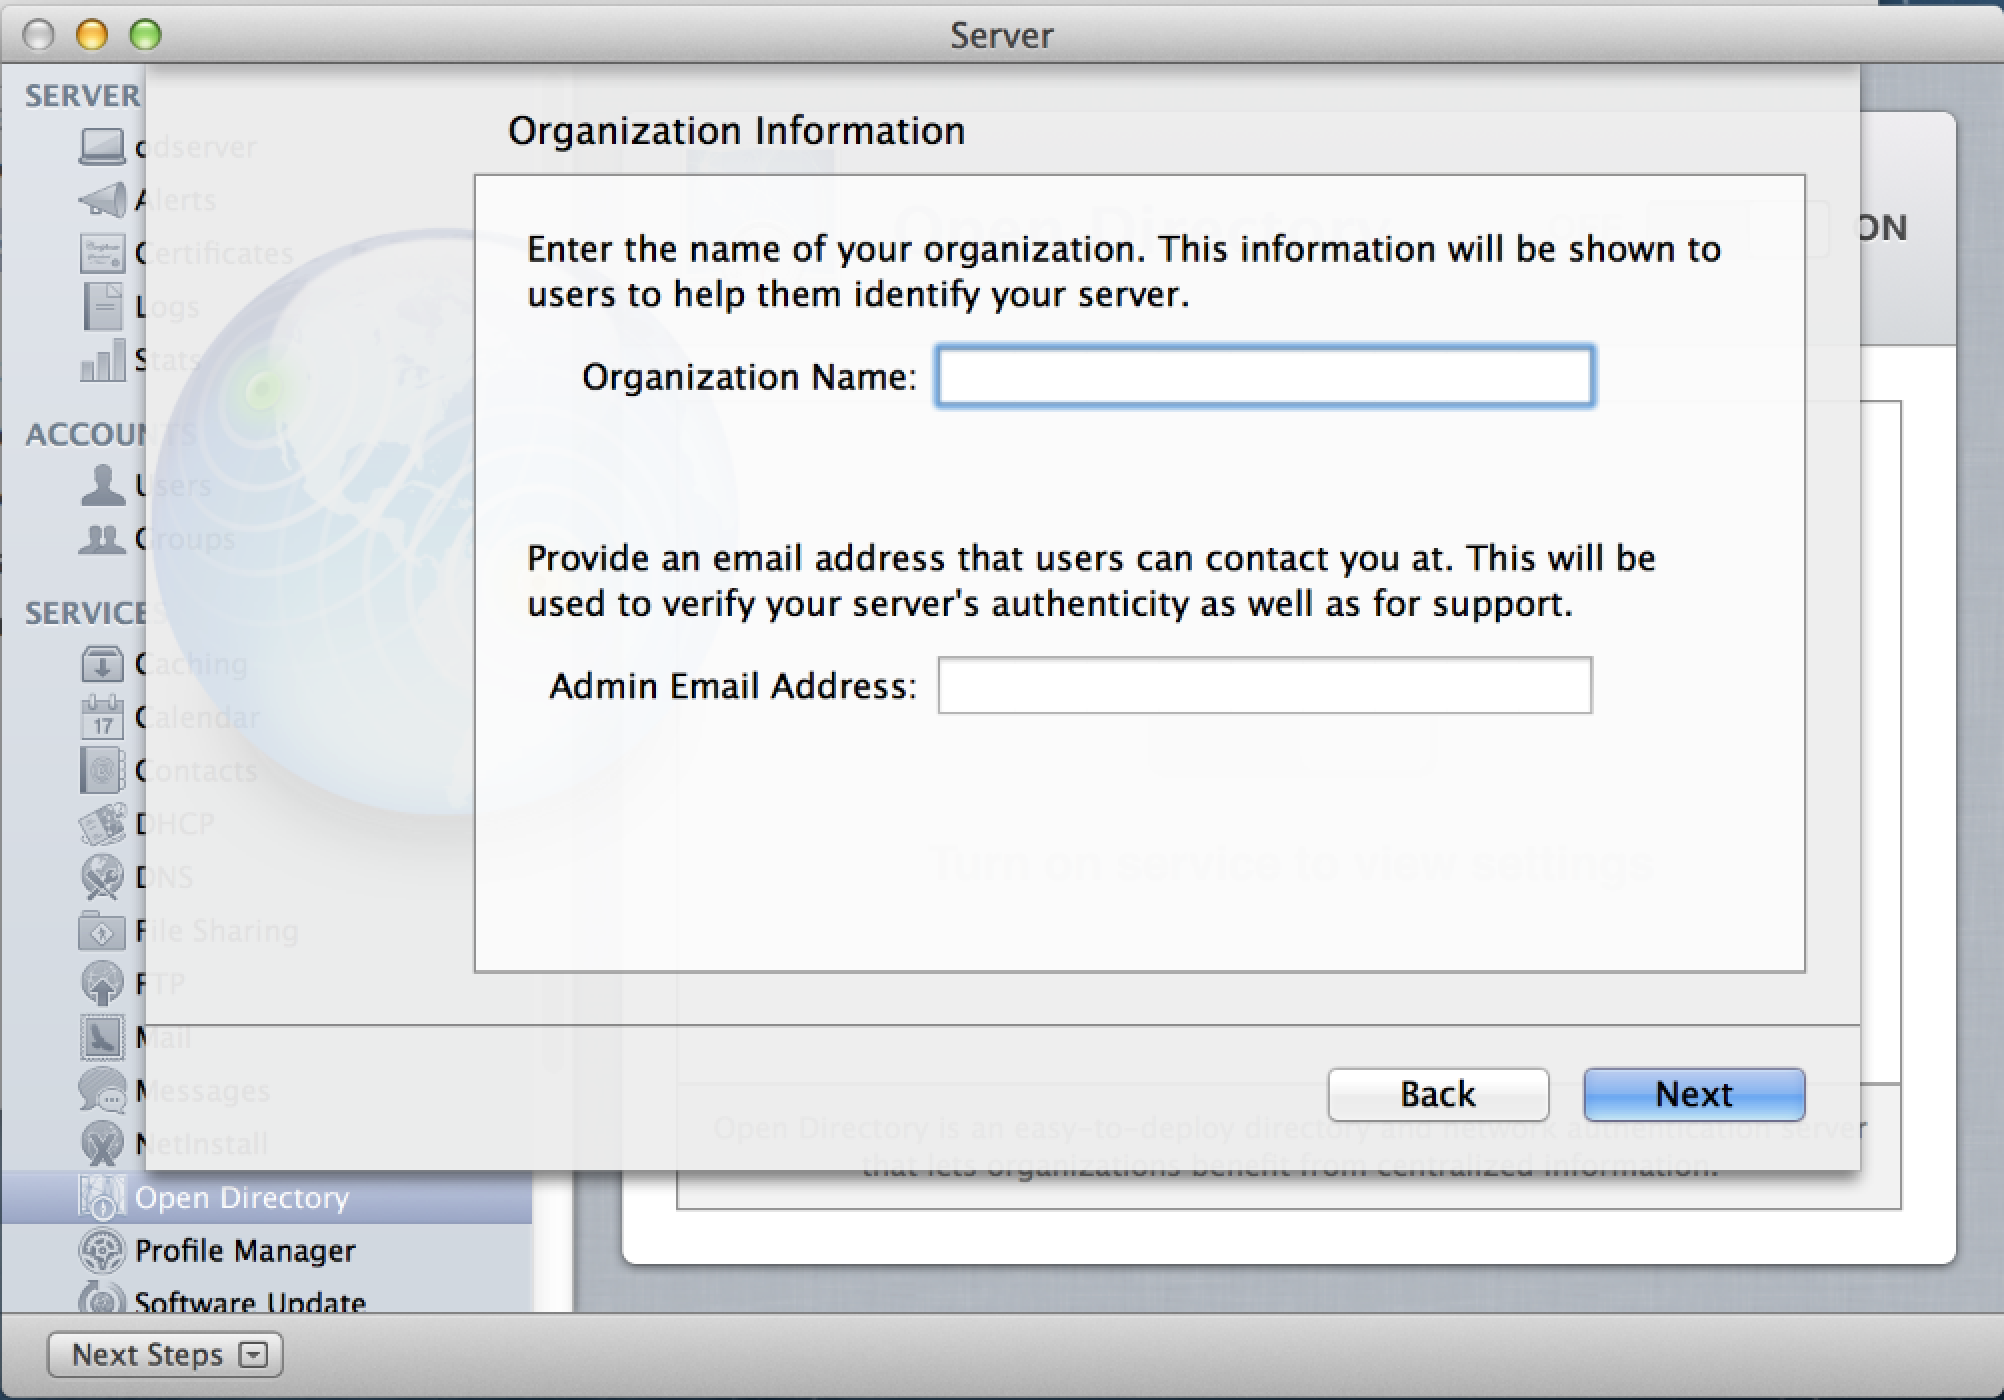 Server
SERVER
odserver
Alerts
Certificates
Logs
Stats
ACCOUNTS
Users
Groups
SERVICES
Caching
17
Calendar
Contacts
DHCP
DNS
File Sharing
FTP
Mail
Messages
NetInstall
Open Directory
Profile Manager
Software Update
Next Steps
Organization Information
Open Directory
OFF
ON
Enter the name of your organization. This information will be shown to
users to help them identify your server.
Organization Name:
Provide an email address that users can contact you at. This will be
used to verify your server's authenticity as well as for support.
Admin Email Address:
Turn on service to view settings
Back
Next
Open Directory is an easy-to-deploy directory and network authentication server
that lets organizations benefit from centralized information.